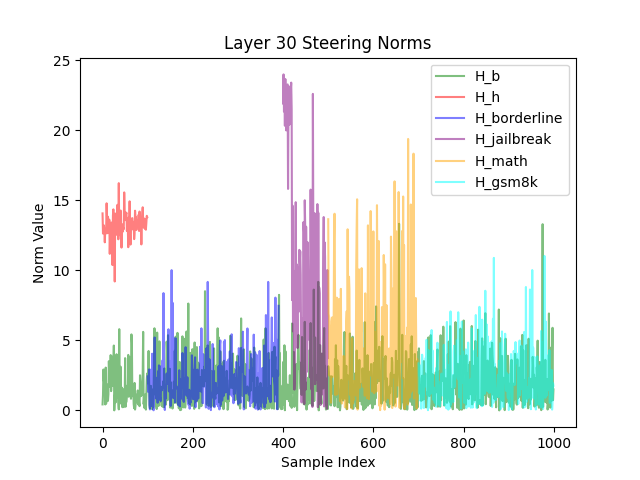 Layer 30 Steering Norms
25
20
15
10
5
0
Norm Value
0
200
400
600
800
1000
Sample Index
H_b
H_h
H_borderline
H_jailbreak
H_math
H_gsm8k